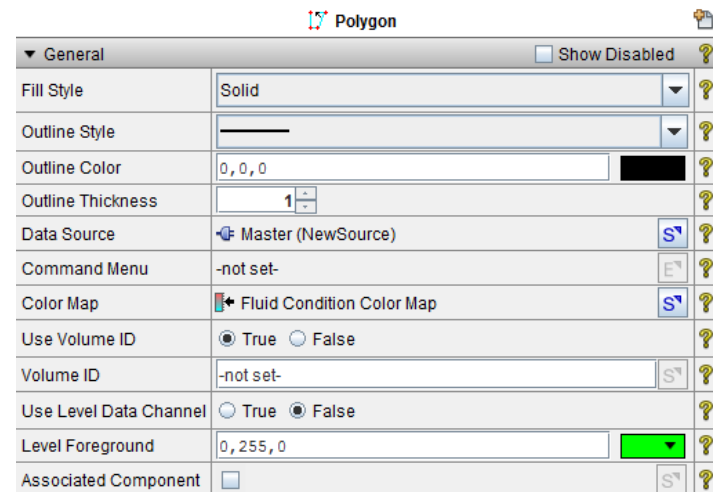 Polygon
General Show Disabled
Fill Style Solid
Outline Style
Outline Color 0,0,0
Outline Thickness 1
Data Source Master (NewSource) S
Command Menu -not set- E
Color Map Fluid Condition Color Map S
Use Volume ID True False
Volume ID -not set- S
Use Level Data Channel True False
Level Foreground 0,255,0
Associated Component S